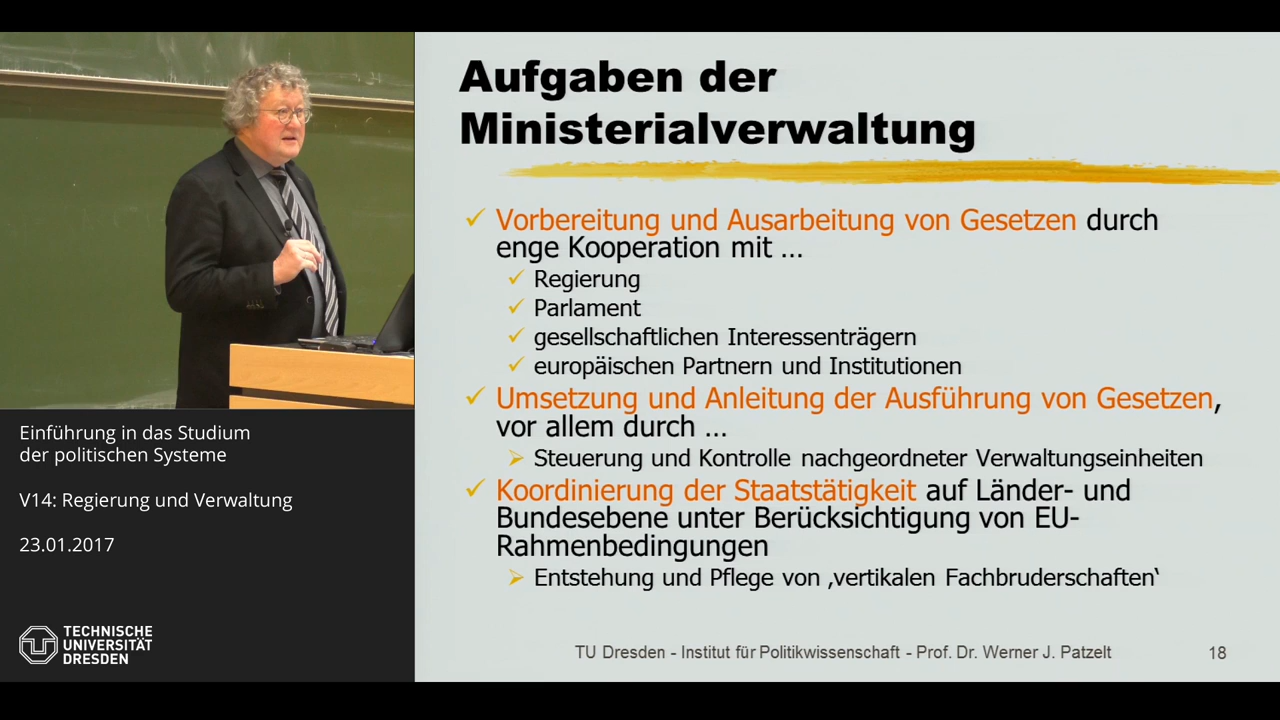 Aufgaben der
Ministerialverwaltung
Vorbereitung und Ausarbeitung von Gesetzen durch
enge Kooperation mit …
Regierung
Parlament
gesellschaftlichen Interessenträgern
europäischen Partnern und Institutionen
Umsetzung und Anleitung der Ausführung von Gesetzen,
vor allem durch …
Steuerung und Kontrolle nachgeordneter Verwaltungseinheiten
Koordinierung der Staatstätigkeit auf Länder- und
Bundesebene unter Berücksichtigung von EU-
Rahmenbedingungen
Entstehung und Pflege von ‚vertikalen Fachbruderschaften‘
TU Dresden - Institut für Politikwissenschaft - Prof. Dr. Werner J. Patzelt
18
Einführung in das Studium
der politischen Systeme
V14: Regierung und Verwaltung
23.01.2017
TECHNISCHE
UNIVERSITÄT
DRESDEN